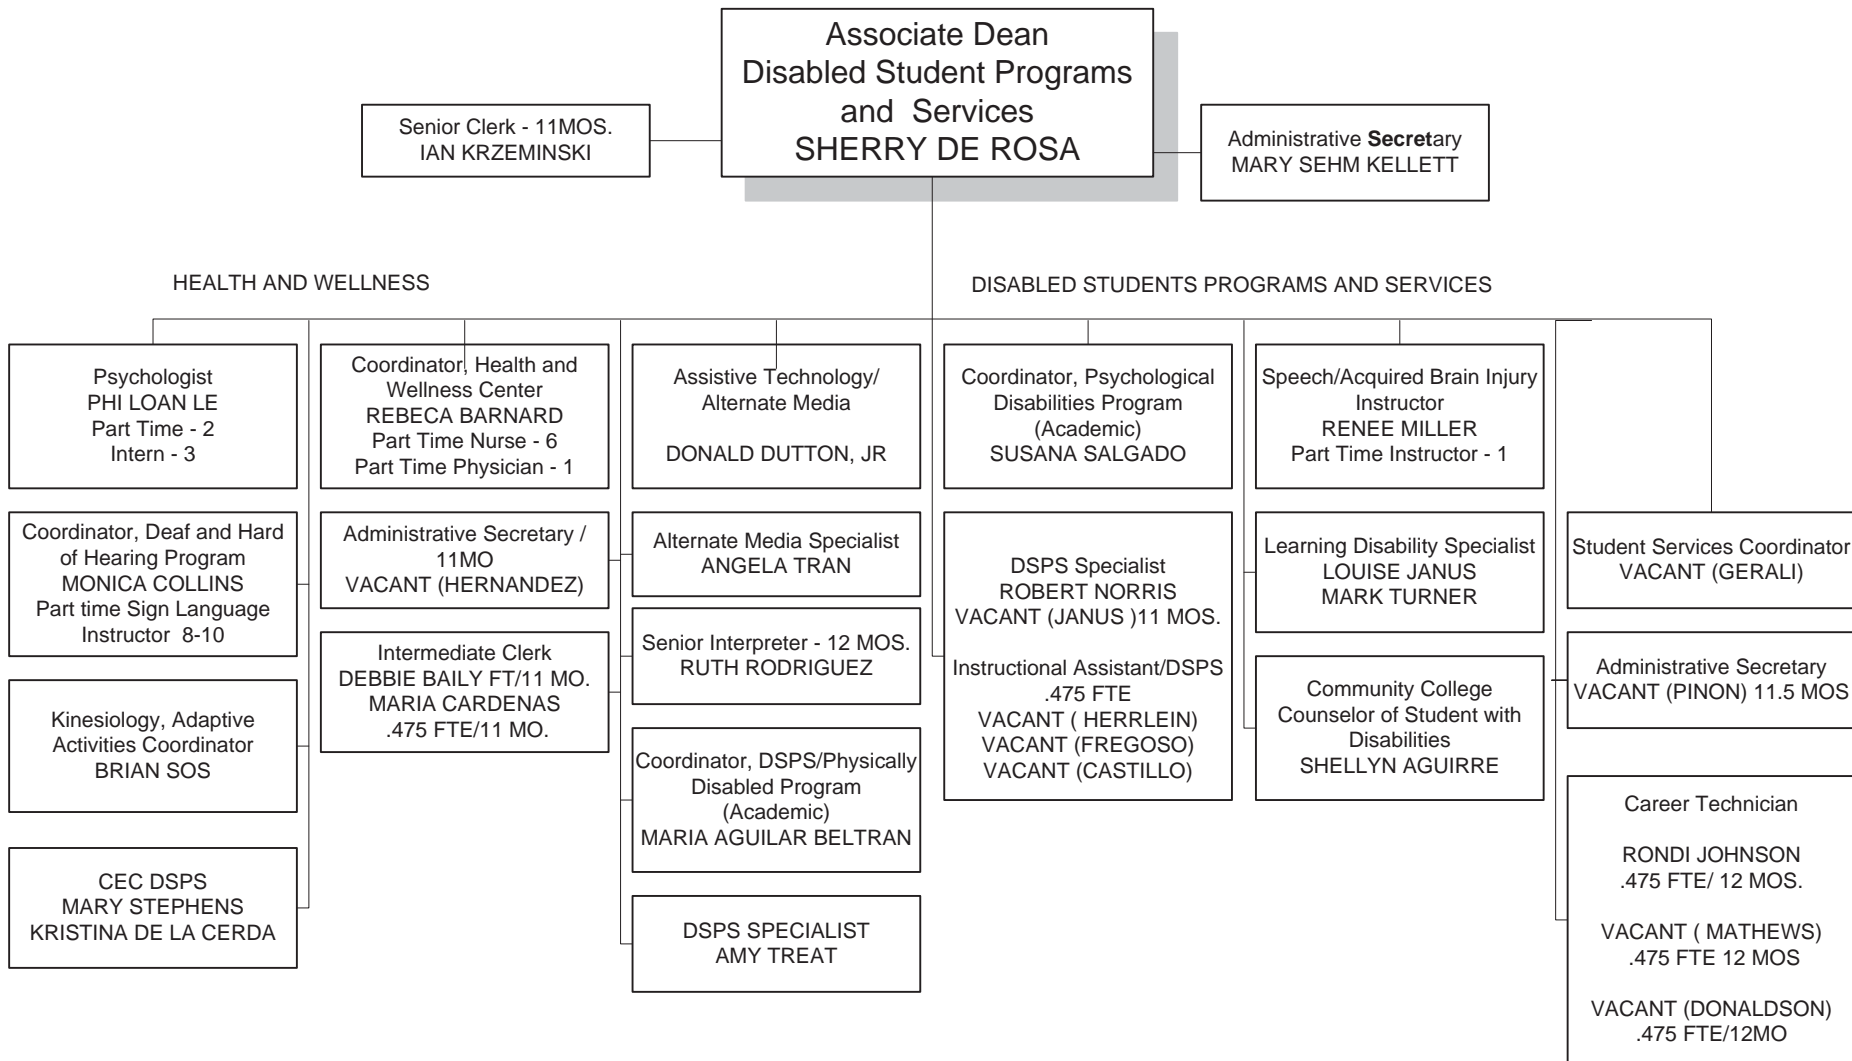 Associate Dean
Disabled Student Programs
and Services
SHERRY DE ROSA
Senior Clerk - 11MOS.
IAN KRZEMINSKI
Administrative Secretary
MARY SEHM KELLETT
HEALTH AND WELLNESS
DISABLED STUDENTS PROGRAMS AND SERVICES
Psychologist
PHI LOAN LE
Part Time - 2
Intern - 3
Coordinator, Health and
Wellness Center
REBECA BARNARD
Part Time Nurse - 6
Part Time Physician - 1
Assistive Technology/
Alternate Media
DONALD DUTTON, JR
Coordinator, Psychological
Disabilities Program
(Academic)
SUSANA SALGADO
Speech/Acquired Brain Injury
Instructor
RENEE MILLER
Part Time Instructor - 1
Coordinator, Deaf and Hard
of Hearing Program
MONICA COLLINS
Part time Sign Language
Instructor 8-10
Administrative Secretary /
11MO
VACANT (HERNANDEZ)
Alternate Media Specialist
ANGELA TRAN
DSPS Specialist
ROBERT NORRIS
VACANT (JANUS )11 MOS.
Instructional Assistant/DSPS
.475 FTE
VACANT ( HERRLEIN)
VACANT (FREGOSO)
VACANT (CASTILLO)
Learning Disability Specialist
LOUISE JANUS
MARK TURNER
Student Services Coordinator
VACANT (GERALI)
Intermediate Clerk
DEBBIE BAILY FT/11 MO.
MARIA CARDENAS
.475 FTE/11 MO.
Senior Interpreter - 12 MOS.
RUTH RODRIGUEZ
Community College
Counselor of Student with
Disabilities
SHELLYN AGUIRRE
Administrative Secretary
VACANT (PINON) 11.5 MOS
Kinesiology, Adaptive
Activities Coordinator
BRIAN SOS
Coordinator, DSPS/Physically
Disabled Program
(Academic)
MARIA AGUILAR BELTRAN
Career Technician
RONDI JOHNSON
.475 FTE/ 12 MOS.
VACANT ( MATHEWS)
.475 FTE 12 MOS
VACANT (DONALDSON)
.475 FTE/12MO
CEC DSPS
MARY STEPHENS
KRISTINA DE LA CERDA
DSPS SPECIALIST
AMY TREAT